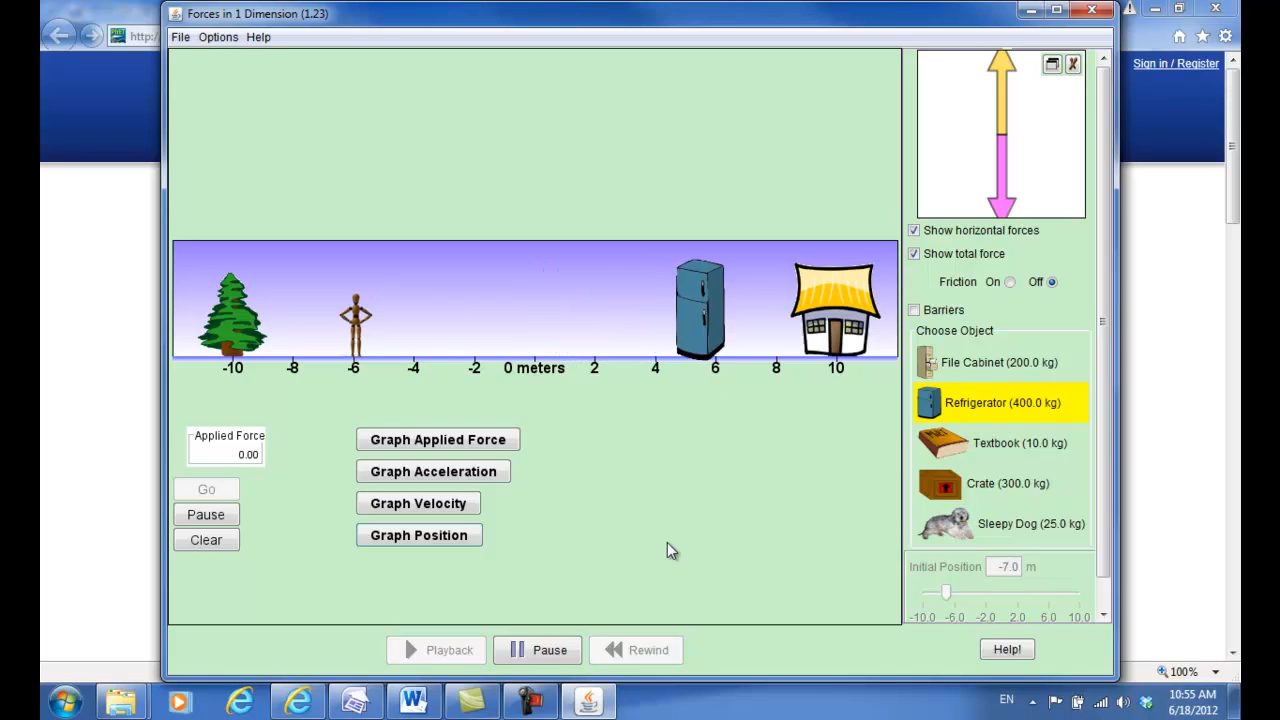 Forces in 1 Dimension (1.23)
http:/
File Options Help
Sign in / Register
Show horizontal forces
Show total force
Friction On Off
Barriers
Choose Object
File Cabinet (200.0 kg)
Refrigerator (400.0 kg)
Textbook (10.0 kg)
Crate (300.0 kg)
Sleepy Dog (25.0 kg)
Initial Position -7.0 m
-10.0 -6.0 -2.0 2.0 6.0 10.0
-10 -8 -6 -4 -2 0 meters 2 4 6 8 10
Applied Force
0.00
Go
Pause
Clear
Graph Applied Force
Graph Acceleration
Graph Velocity
Graph Position
Playback Pause Rewind
Help!
100%
EN
10:55 AM
6/18/2012